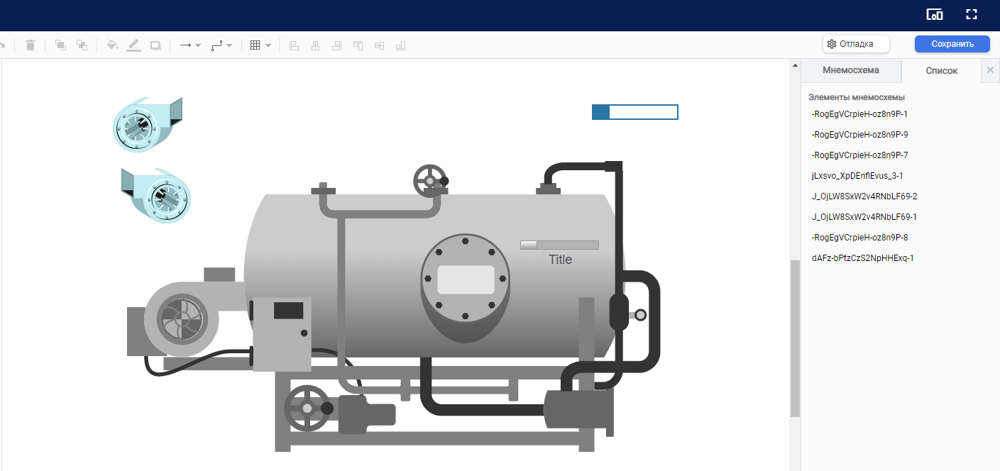 Отладка
Сохранить
Мнемосхема
Список
Элементы мнемосхемы
-RogEgVCrpieH-oz8n9P-1
-RogEgVCrpieH-oz8n9P-9
-RogEgVCrpieH-oz8n9P-7
jLxsvo_XpDEnflEvus_3-1
J_OjLW8SxW2v4RNbLF69-2
J_OjLW8SxW2v4RNbLF69-1
-RogEgVCrpieH-oz8n9P-8
dAFz-bPtzCzS2NpHHExq-1
Title